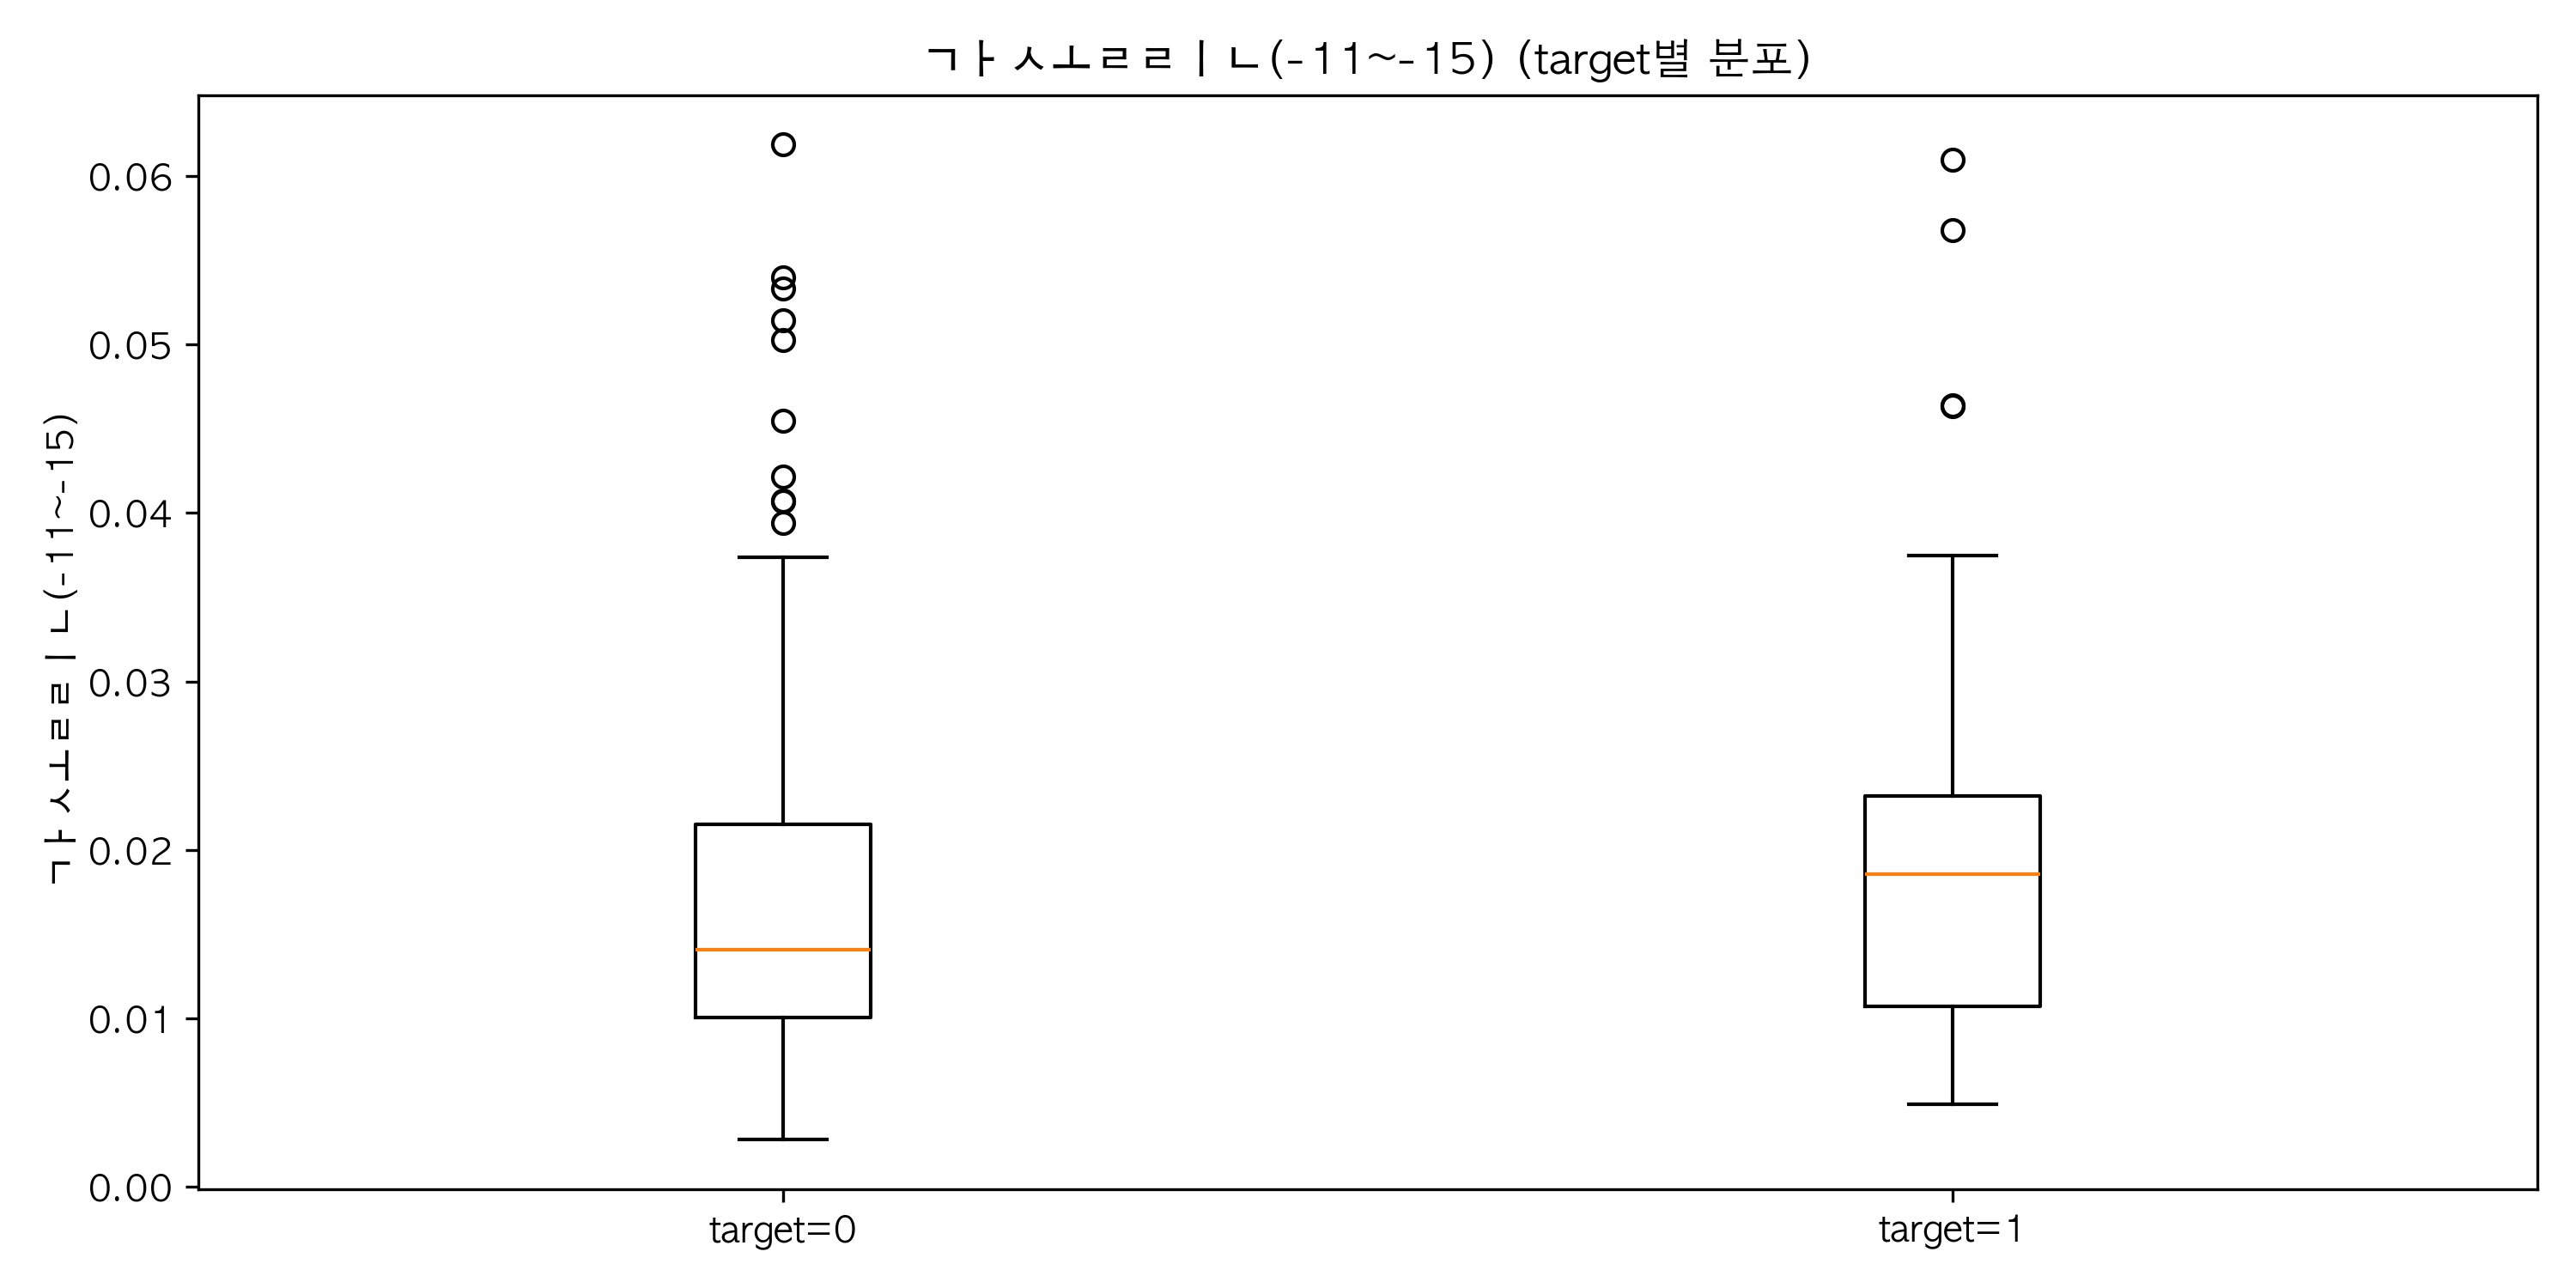 ㄱㅏ ㅅㅗㄹㄹㅣㄴ(-11~-15) (target별 분포)
ㄱㅏ ㅅㅗㄹㄹㅣㄴ(-11~-15)
0.06
0.05
0.04
0.03
0.02
0.01
0.00
target=0 target=1